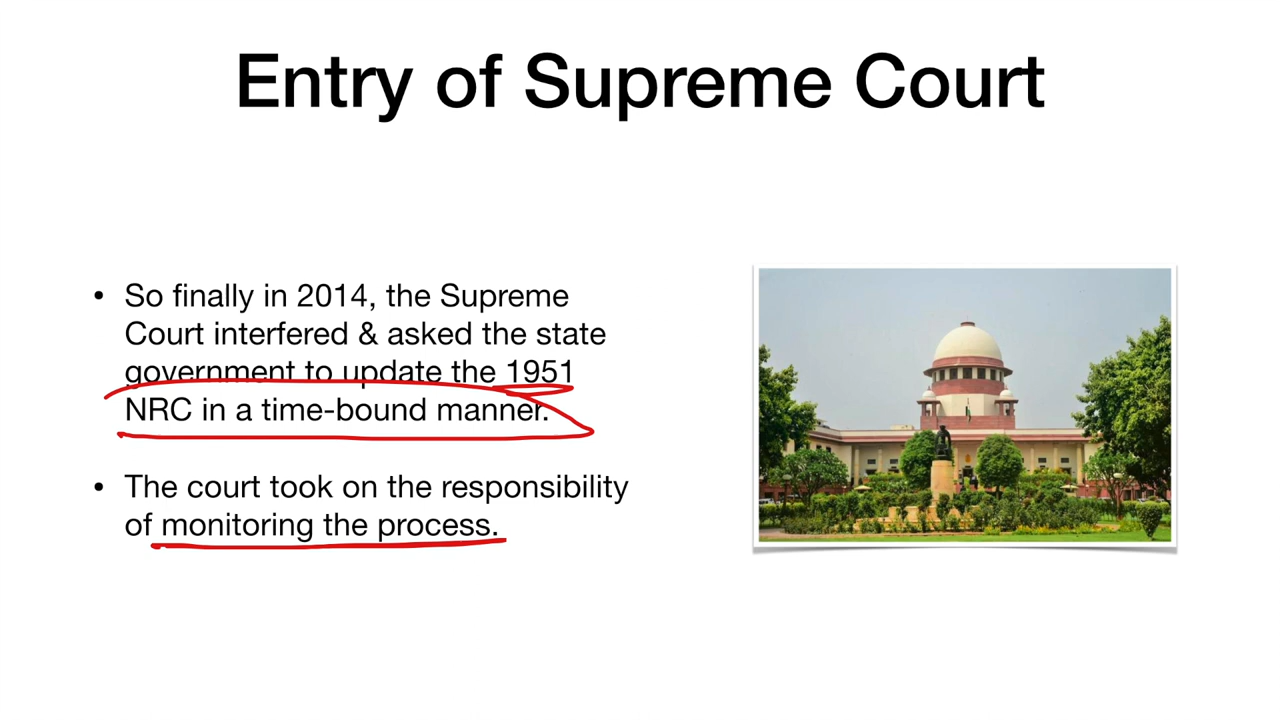 Entry of Supreme Court
• So finally in 2014, the Supreme
Court interfered & asked the state
government to update the 1951
NRC in a time-bound manner.
• The court took on the responsibility
of monitoring the process.